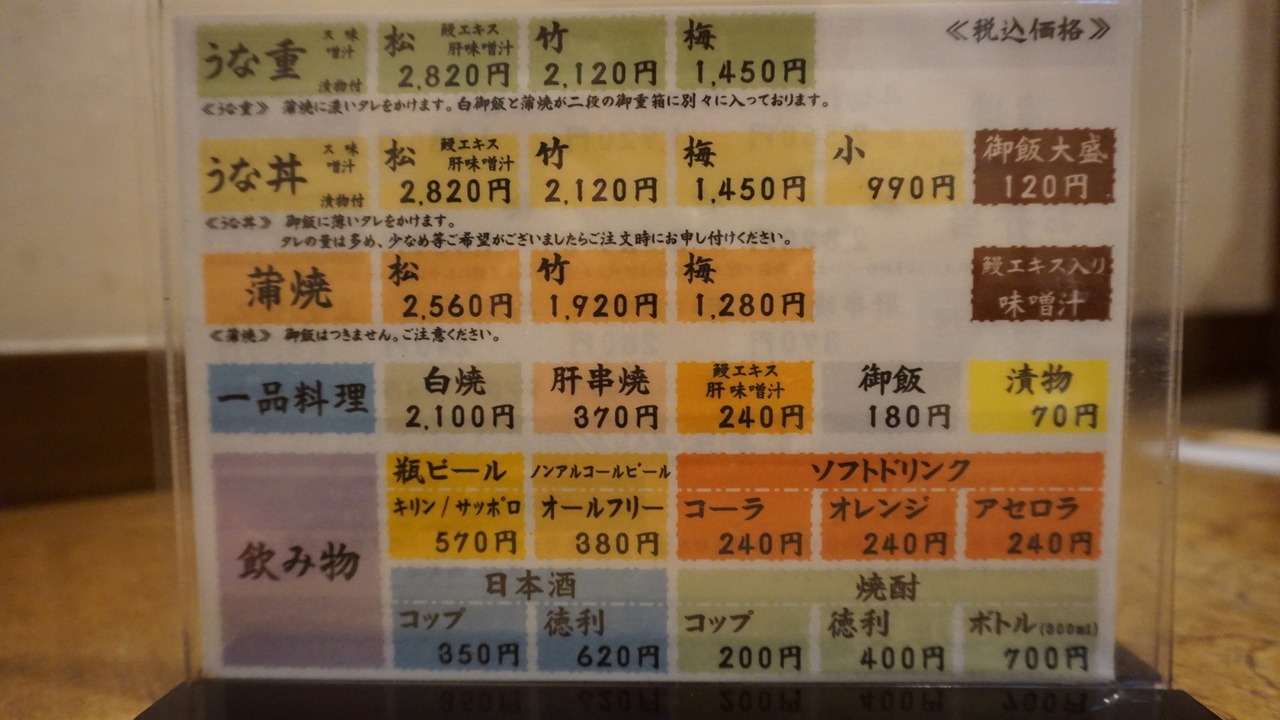 ≪税込価格≫
うな重 ス味噌汁 漬物付
松 鰻エキス 肝味噌汁 2,820円
竹 2,120円
梅 1,450円
≪うな重≫ 蒲焼に濃いタレをかけます。白御飯と蒲焼が二段の御重箱に別々に入っております。
うな丼 ス味噌汁 漬物付
松 鰻エキス 肝味噌汁 2,820円
竹 2,120円
梅 1,450円
小 990円
御飯大盛 120円
≪うな丼≫ 御飯に薄いタレをかけます。
タレの量は多め、少なめ等ご希望がございましたらご注文時にお申し付けください。
蒲焼
松 2,560円
竹 1,920円
梅 1,280円
鰻エキス入り 味噌汁
≪蒲焼≫ 御飯はつきません。ご注意ください。
一品料理
白焼 2,100円
肝串焼 370円
鰻エキス 肝味噌汁 240円
御飯 180円
漬物 70円
飲み物
瓶ビール
キリン/サッポロ 570円
ノンアルコールビール
オールフリー 380円
ソフトドリンク
コーラ 240円
オレンジ 240円
アセロラ 240円
日本酒
コップ 350円
徳利 620円
焼酎
コップ 200円
徳利 400円
ボトル(300ml) 700円